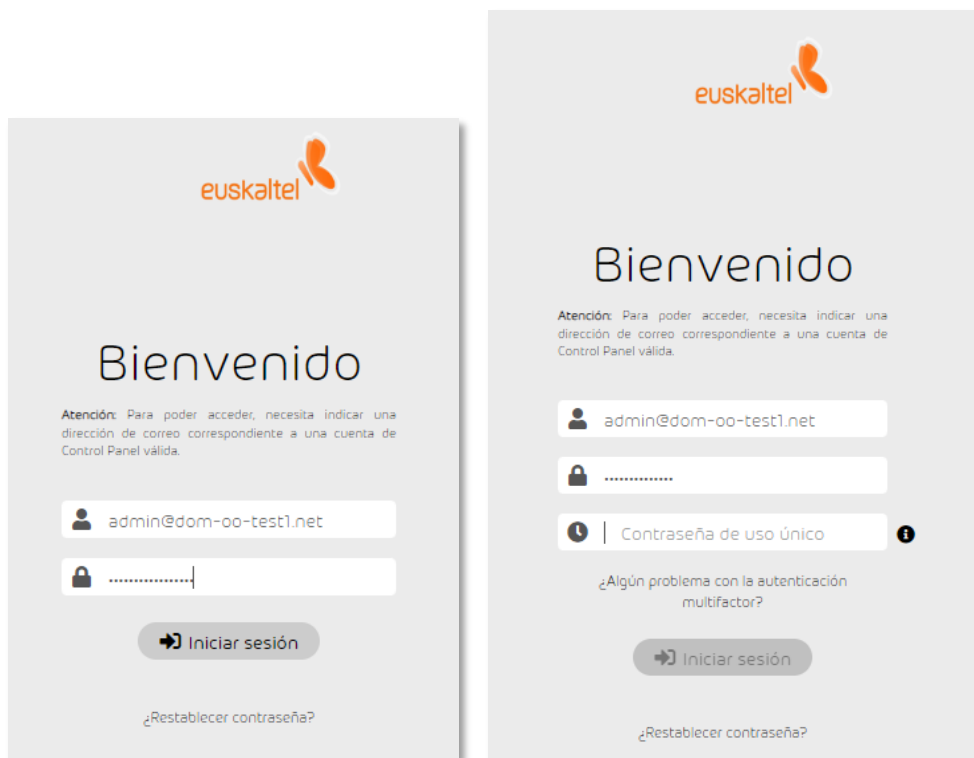 euskaltel
Bienvenido
Atención: Para poder acceder, necesita indicar una
dirección de correo correspondiente a una cuenta de
Control Panel válida.
admin@dom-oo-test1.net
Iniciar sesión
¿Restablecer contraseña?
euskaltel
Bienvenido
Atención: Para poder acceder, necesita indicar una
dirección de correo correspondiente a una cuenta de
Control Panel válida.
admin@dom-oo-test1.net
Contraseña de uso único
¿Algún problema con la autenticación
multifactor?
Iniciar sesión
¿Restablecer contraseña?